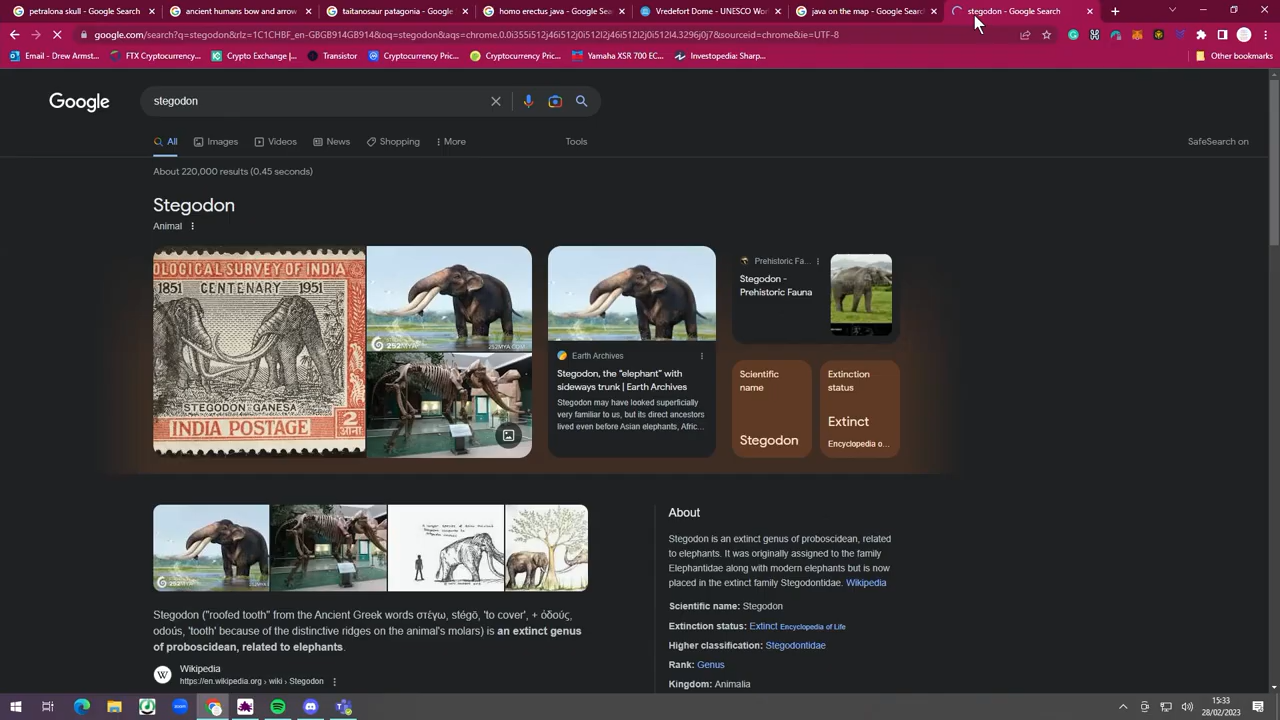 petralona skull - Google Search
ancient humans bow and arrow
taitanosaur patagonia - Google
homo erectus java - Google Sea
Vredefort Dome - UNESCO Wo
java on the map - Google Search
stegodon - Google Search
google.com/search?q=stegodon&rlz=1C1CHBF_en-GBGB914GB914&oq=stegodon&aqs=chrome.0.0i355i512j46i512j0i512l2j46i512j0i512l4.3296j0j7&sourceid=chrome&ie=UTF-8
Email – Drew Armst...
FTX Cryptocurrency...
Crypto Exchange |...
Transistor
Cryptocurrency Pric...
Cryptocurrency Pric...
Yamaha XSR 700 EC...
Investopedia: Sharp...
Other bookmarks
Google
stegodon
All
Images
Videos
News
Shopping
More
Tools
SafeSearch on
About 220,000 results (0.45 seconds)
Stegodon
Animal
OLOGICAL SURVEY OF INDIA
1851 CENTENARY 1951
STEGODON GANESA
INDIA POSTAGE
2
252MYA
252MYA.COM
Earth Archives
Stegodon, the "elephant" with
sideways trunk | Earth Archives
Stegodon may have looked superficially
very familiar to us, but its direct ancestors
lived even before Asian elephants, Afric...
Prehistoric Fa...
Stegodon -
Prehistoric Fauna
Scientific
name
Stegodon
Extinction
status
Extinct
Encyclopedia o...
252MYA
Stegodon ("roofed tooth" from the Ancient Greek words στέγω, stégō, 'to cover', + ὀδούς,
odoús, 'tooth' because of the distinctive ridges on the animal's molars) is an extinct genus
of proboscidean, related to elephants.
W
Wikipedia
https://en.wikipedia.org › wiki › Stegodon
About
Stegodon is an extinct genus of proboscidean, related
to elephants. It was originally assigned to the family
Elephantidae along with modern elephants but is now
placed in the extinct family Stegodontidae. Wikipedia
Scientific name: Stegodon
Extinction status: Extinct Encyclopedia of Life
Higher classification: Stegodontidae
Rank: Genus
Kingdom: Animalia
15:33
28/02/2023